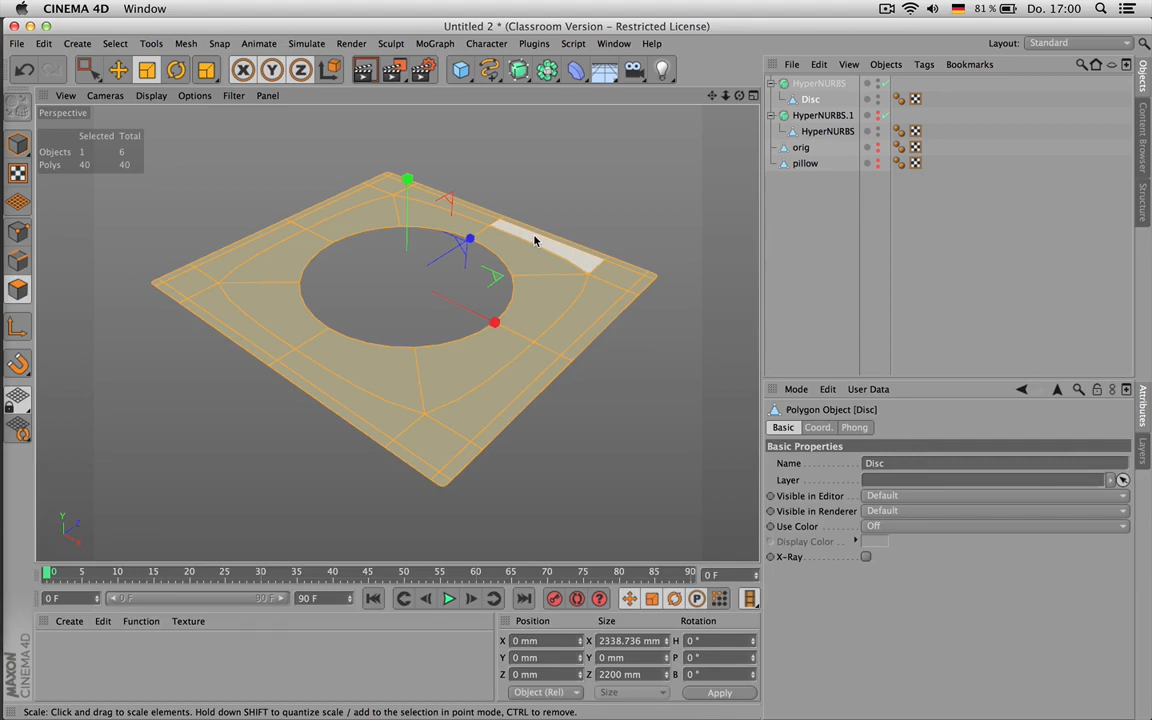 CINEMA 4D Window 81 % Do. 17:00
Untitled 2 * (Classroom Version - Restricted License)
File Edit Create Select Tools Mesh Snap Animate Simulate Render Sculpt MoGraph Character Plugins Script Window Help Layout: Standard
X Y Z
View Cameras Display Options Filter Panel
File Edit View Objects Tags Bookmarks
Perspective
Selected Total
Objects 1 6
Polys 40 40
HyperNURBS
Disc
HyperNURBS.1
HyperNURBS
orig
pillow
Objects
Content Browser
Structure
Mode Edit User Data
Polygon Object [Disc]
Basic Coord. Phong
Basic Properties
Name Disc
Layer
Visible in Editor Default
Visible in Renderer Default
Use Color Off
Display Color
X-Ray
Attributes
Layers
Y Z X
0 5 10 15 20 25 30 35 40 45 50 55 60 65 70 75 80 85 90 0 F
0 F 0 F 90 F 90 F
P
Create Edit Function Texture
Position Size Rotation
X 0 mm X 2338.736 mm H 0 °
Y 0 mm Y 0 mm P 0 °
Z 0 mm Z 2200 mm B 0 °
Object (Rel) Size Apply
MAXON
CINEMA 4D
Scale: Click and drag to scale elements. Hold down SHIFT to quantize scale / add to the selection in point mode, CTRL to remove.